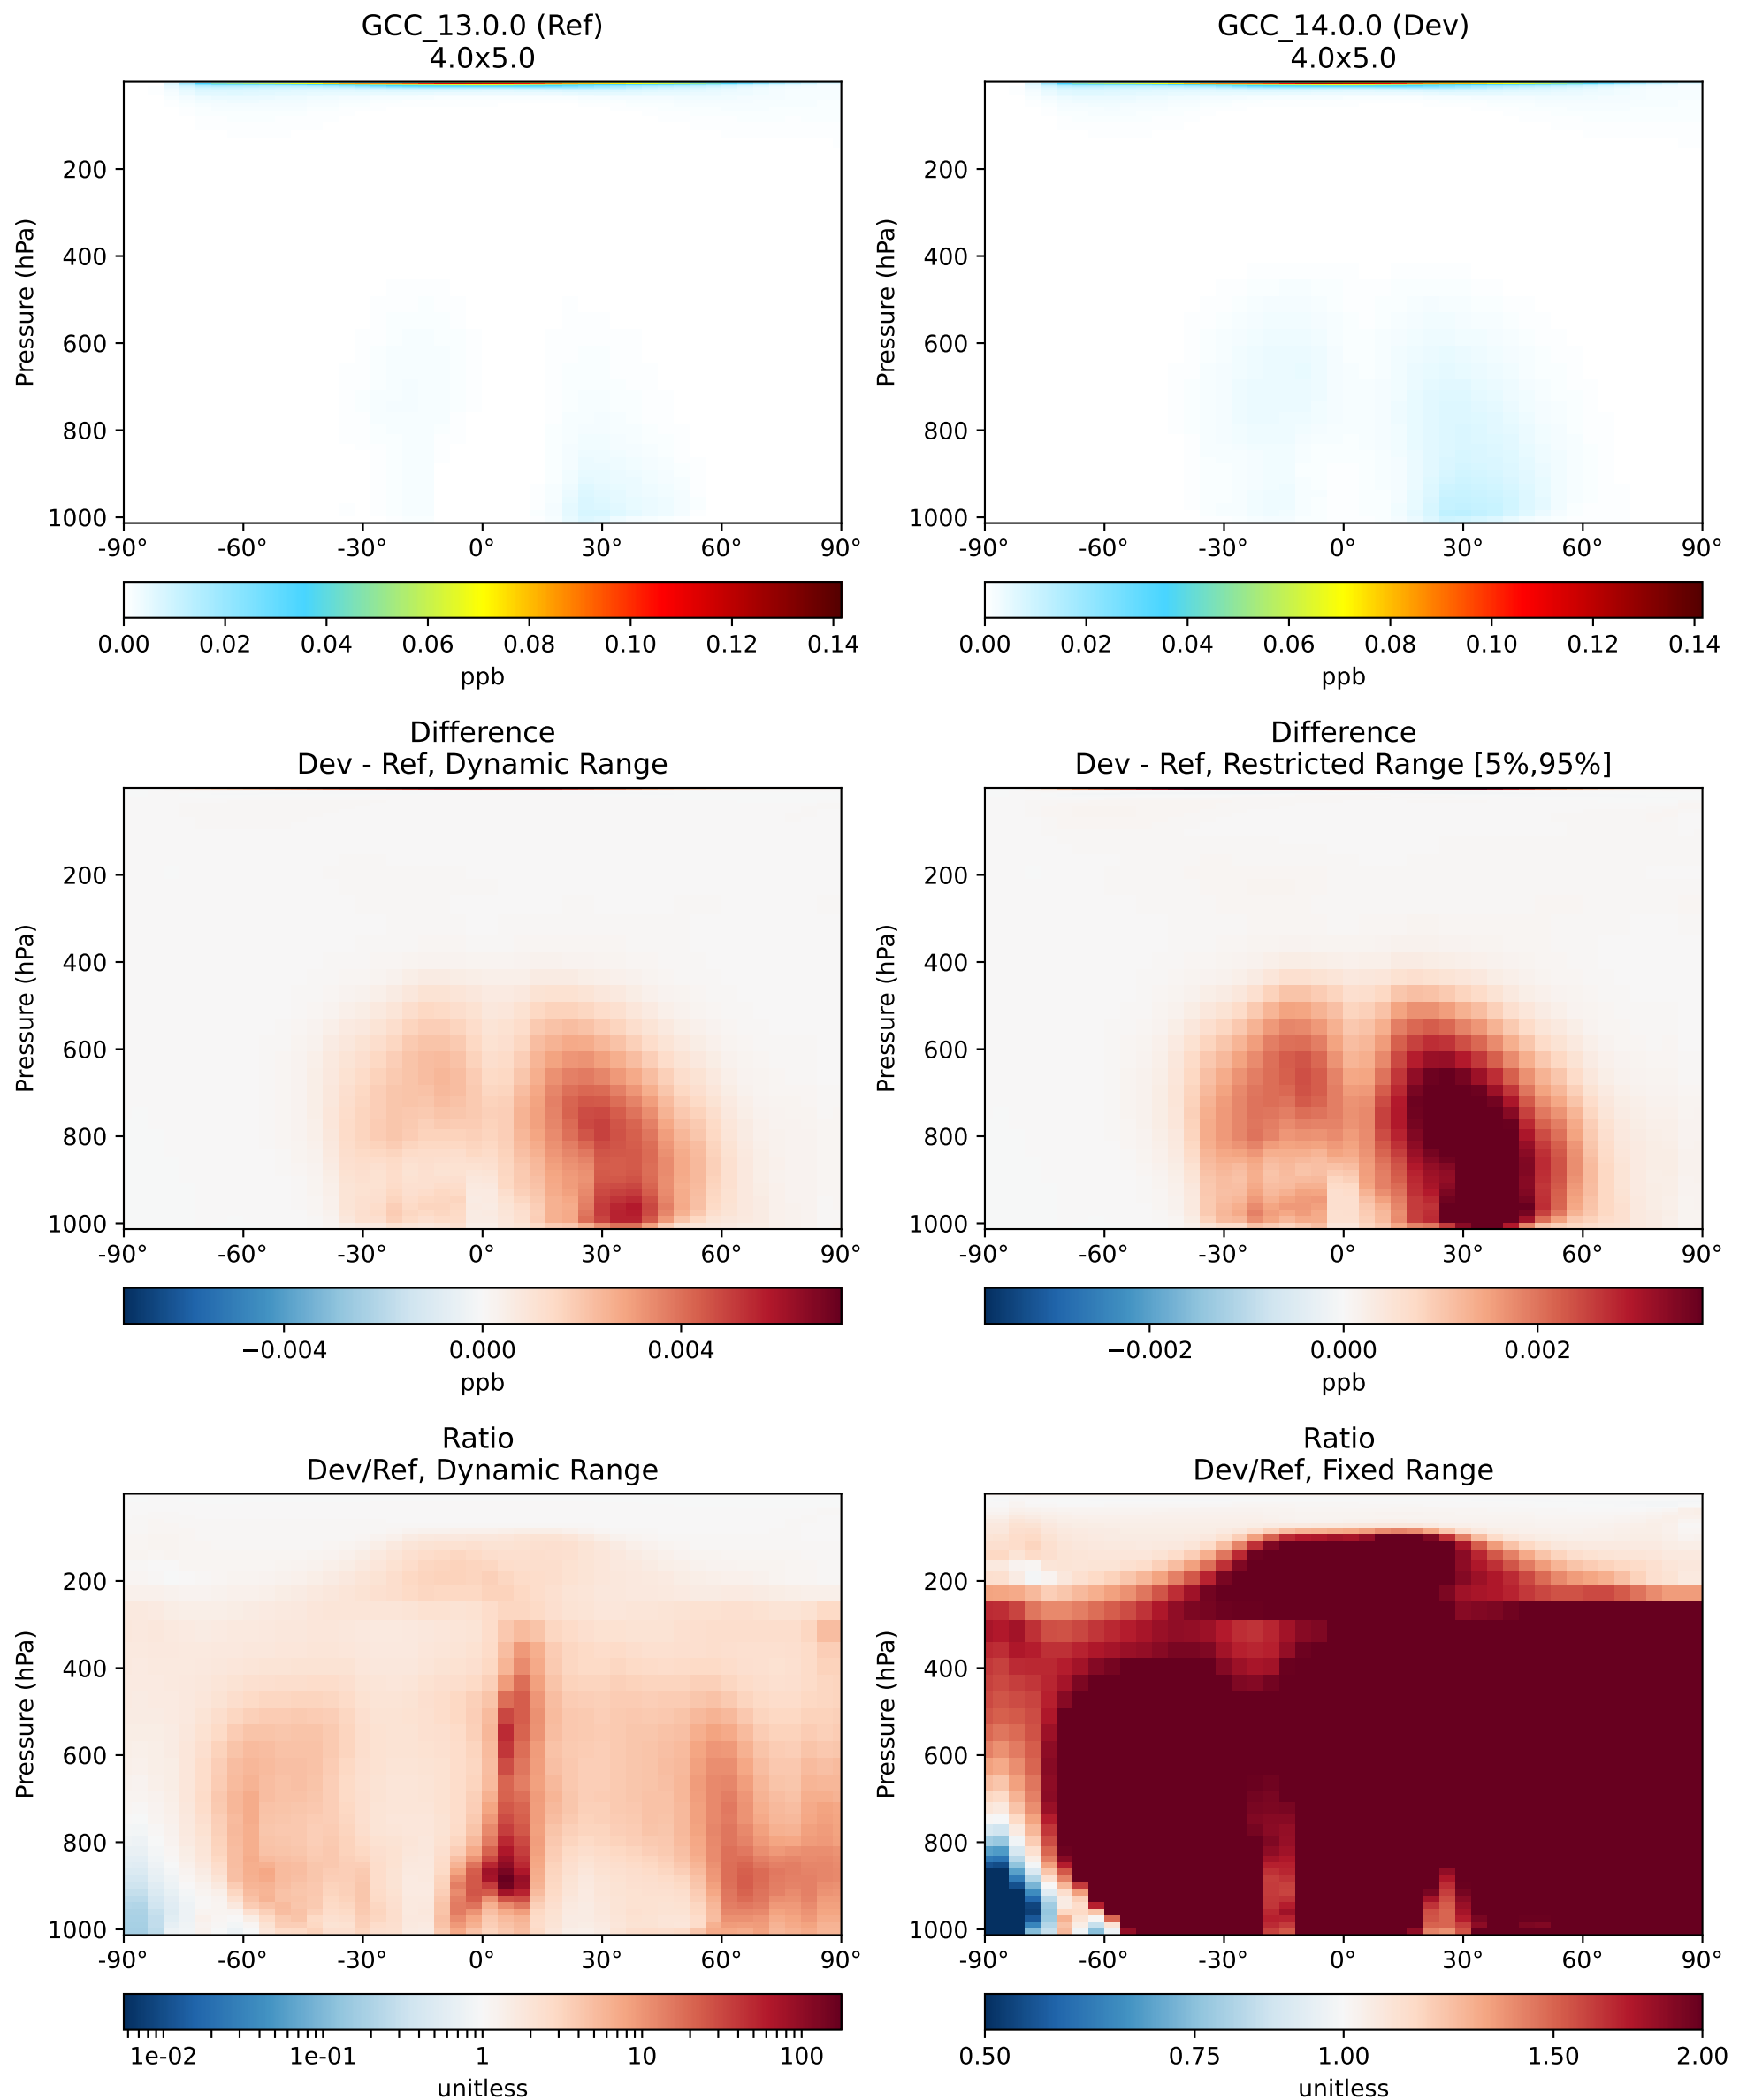 GCC_13.0.0 (Ref)
4.0x5.0
Pressure (hPa)
200
400
600
800
1000
-90° -60° -30° 0° 30° 60° 90°
0.00 0.02 0.04 0.06 0.08 0.10 0.12 0.14
ppb
GCC_14.0.0 (Dev)
4.0x5.0
Pressure (hPa)
200
400
600
800
1000
-90° -60° -30° 0° 30° 60° 90°
0.00 0.02 0.04 0.06 0.08 0.10 0.12 0.14
ppb
Difference
Dev - Ref, Dynamic Range
Pressure (hPa)
200
400
600
800
1000
-90° -60° -30° 0° 30° 60° 90°
−0.004 0.000 0.004
ppb
Difference
Dev - Ref, Restricted Range [5%,95%]
Pressure (hPa)
200
400
600
800
1000
-90° -60° -30° 0° 30° 60° 90°
−0.002 0.000 0.002
ppb
Ratio
Dev/Ref, Dynamic Range
Pressure (hPa)
200
400
600
800
1000
-90° -60° -30° 0° 30° 60° 90°
1e-02 1e-01 1 10 100
unitless
Ratio
Dev/Ref, Fixed Range
Pressure (hPa)
200
400
600
800
1000
-90° -60° -30° 0° 30° 60° 90°
0.50 0.75 1.00 1.50 2.00
unitless